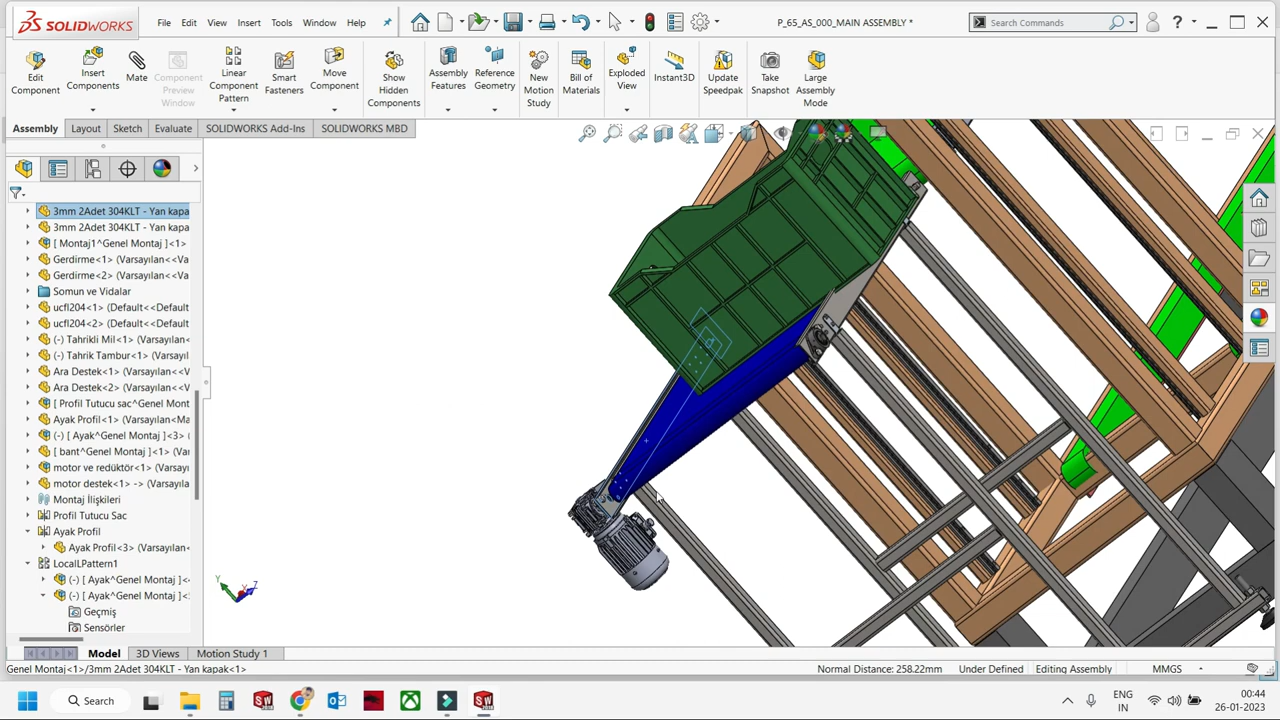 SOLIDWORKS File Edit View Insert Tools Window Help P_65_AS_000_MAIN ASSEMBLY * Search Commands ?
Edit Component
Insert Components
Mate
Component Preview Window
Linear Component Pattern
Smart Fasteners
Move Component
Show Hidden Components
Assembly Features
Reference Geometry
New Motion Study
Bill of Materials
Exploded View
Instant3D
Update Speedpak
Take Snapshot
Large Assembly Mode
Assembly Layout Sketch Evaluate SOLIDWORKS Add-Ins SOLIDWORKS MBD
3mm 2Adet 304KLT - Yan kapa
3mm 2Adet 304KLT - Yan kapa
[ Montaj1^Genel Montaj ]<1>
Gerdirme<1> (Varsayılan<<Va
Gerdirme<2> (Varsayılan<<Va
Somun ve Vidalar
ucfl204<1> (Default<<Default
ucfl204<2> (Default<<Default
(-) Tahrikli Mil<1> (Varsayılan
(-) Tahrik Tambur<1> (Varsayı
Ara Destek<1> (Varsayılan<<V
Ara Destek<2> (Varsayılan<<V
[ Profil Tutucu sac^Genel Mont
Ayak Profil<1> (Varsayılan<Ma
(-) [ Ayak^Genel Montaj ]<3> (
[ bant^Genel Montaj ]<1> (Var
motor ve redüktör<1> (Varsay
motor destek<1> -> (Varsayıla
Montaj İlişkileri
Profil Tutucu Sac
Ayak Profil
Ayak Profil<3> (Varsayılan<
LocalLPattern1
(-) [ Ayak^Genel Montaj ]<
(-) [ Ayak^Genel Montaj ]<
Geçmiş
Sensörler
Y X Z
Model 3D Views Motion Study 1
Genel Montaj<1>/3mm 2Adet 304KLT - Yan kapak<1> Normal Distance: 258.22mm Under Defined Editing Assembly MMGS
Search
ENG
IN
00:44
26-01-2023